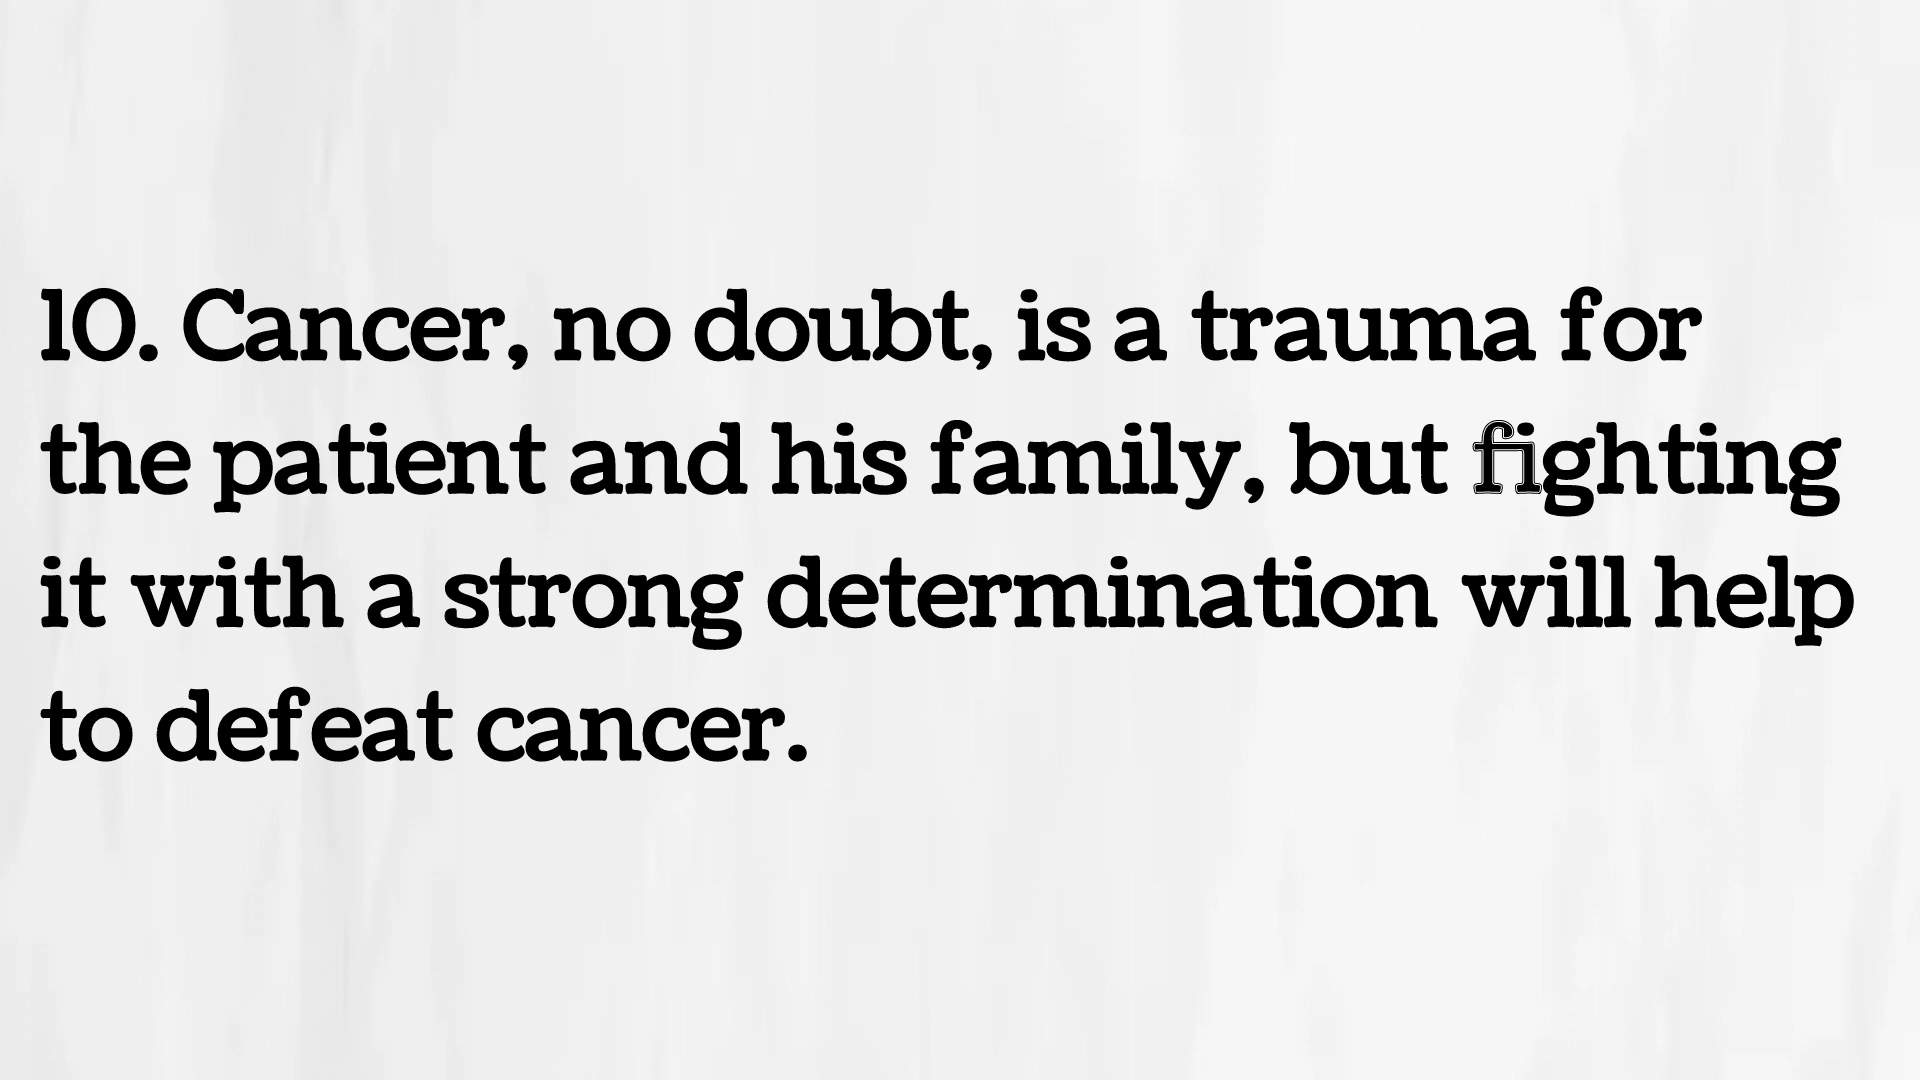 10. Cancer, no doubt, is a trauma for
the patient and his family, but fighting
it with a strong determination will help
to defeat cancer.